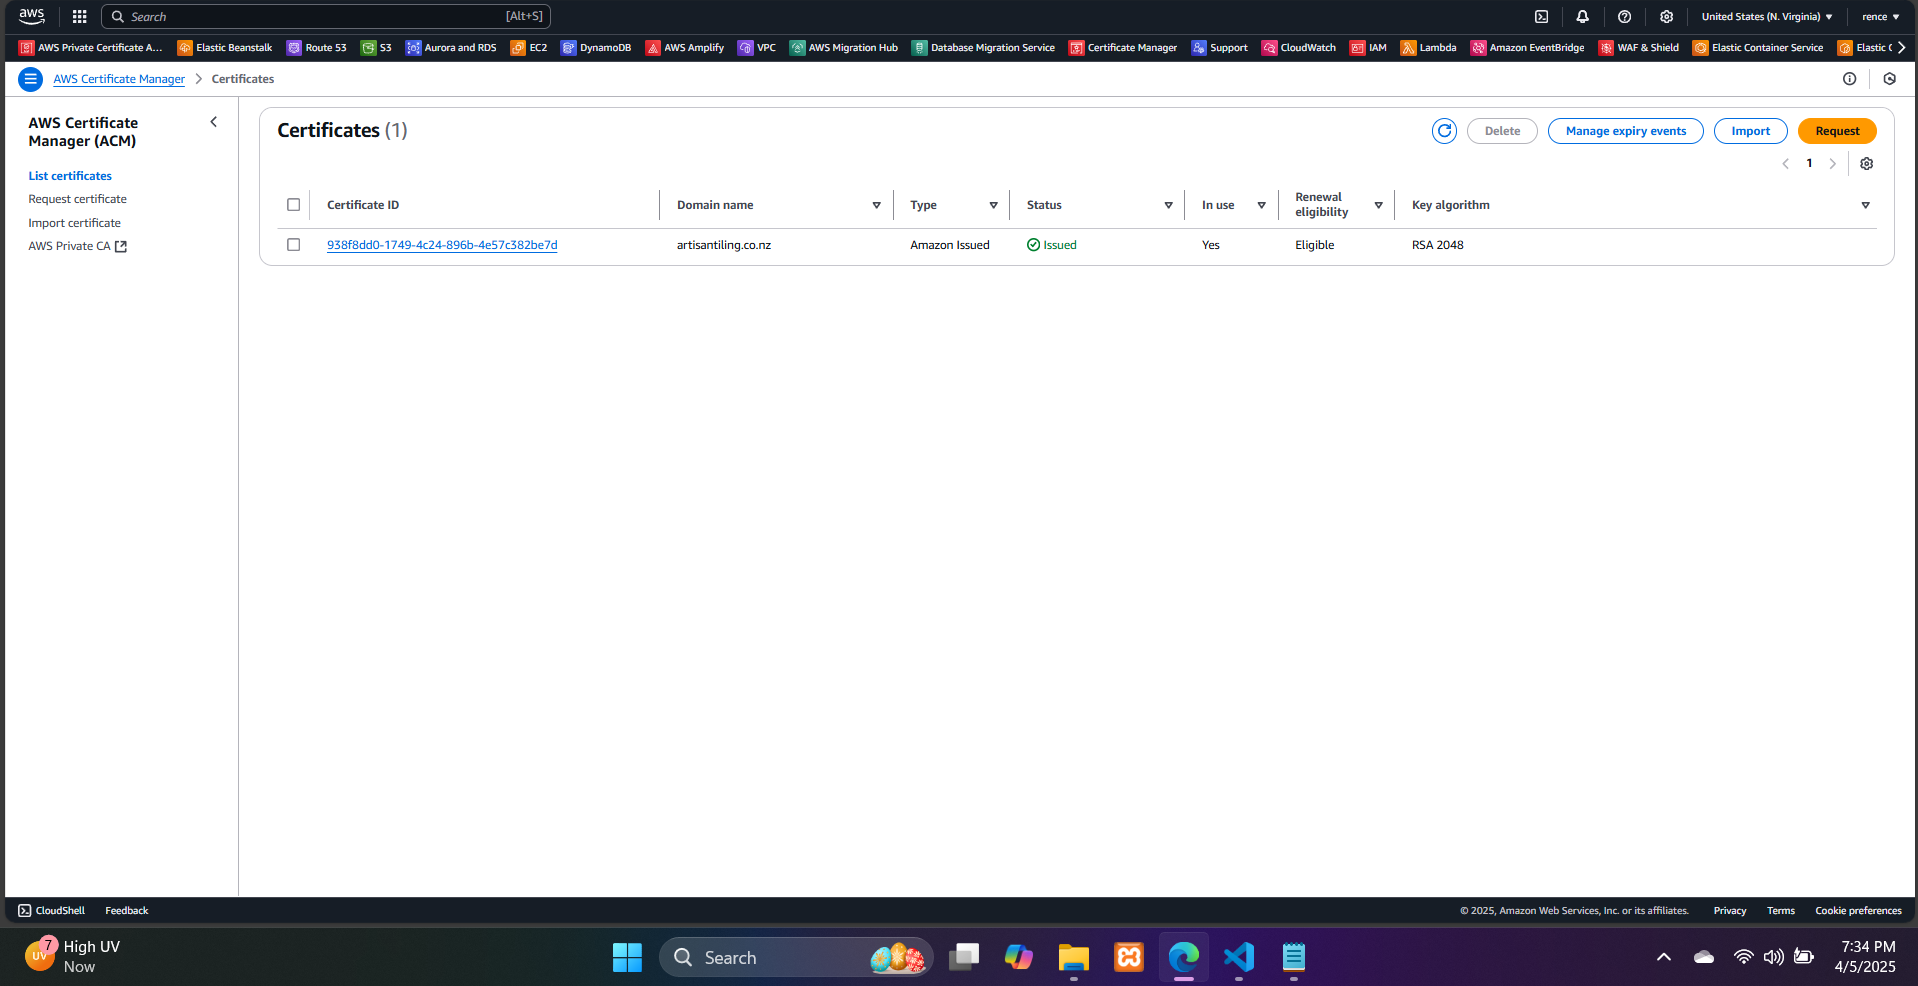 aws Search [Alt+S] United States (N. Virginia) rence
AWS Private Certificate A... Elastic Beanstalk Route 53 S3 Aurora and RDS EC2 DynamoDB AWS Amplify VPC AWS Migration Hub Database Migration Service Certificate Manager Support CloudWatch IAM Lambda Amazon EventBridge WAF & Shield Elastic Container Service Elastic
AWS Certificate Manager > Certificates
AWS Certificate
Manager (ACM)
List certificates
Request certificate
Import certificate
AWS Private CA
Certificates (1)
Delete Manage expiry events Import Request
1
Certificate ID Domain name Type Status In use Renewal eligibility Key algorithm
938f8dd0-1749-4c24-896b-4e57c382be7d artisantiling.co.nz Amazon Issued Issued Yes Eligible RSA 2048
CloudShell Feedback © 2025, Amazon Web Services, Inc. or its affiliates. Privacy Terms Cookie preferences
UV 7 High UV
Now
Search
7:34 PM
4/5/2025